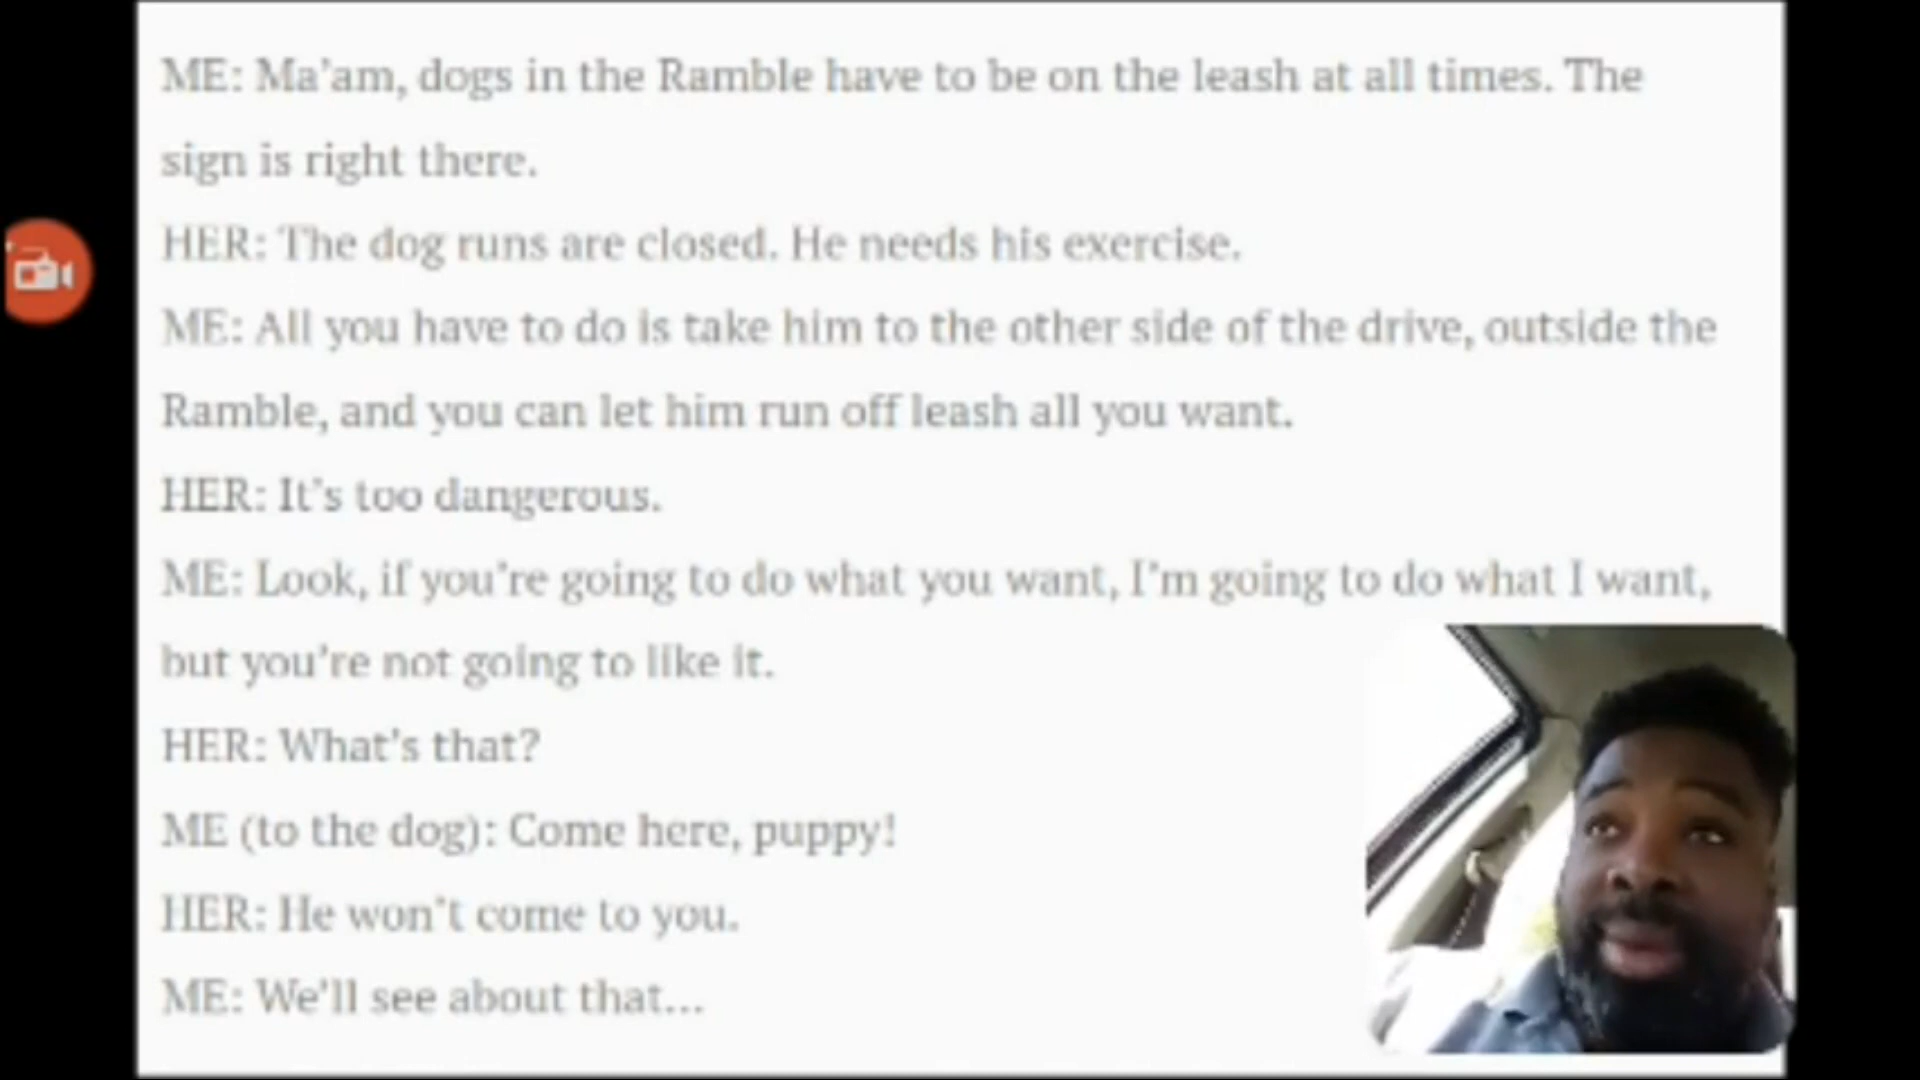 ME: Ma'am, dogs in the Ramble have to be on the leash at all times. The
sign is right there.
HER: The dog runs are closed. He needs his exercise.
ME: All you have to do is take him to the other side of the drive, outside the
Ramble, and you can let him run off leash all you want.
HER: It's too dangerous.
ME: Look, if you're going to do what you want, I'm going to do what I want,
but you're not going to like it.
HER: What's that?
ME (to the dog): Come here, puppy!
HER: He won't come to you.
ME: We'll see about that...